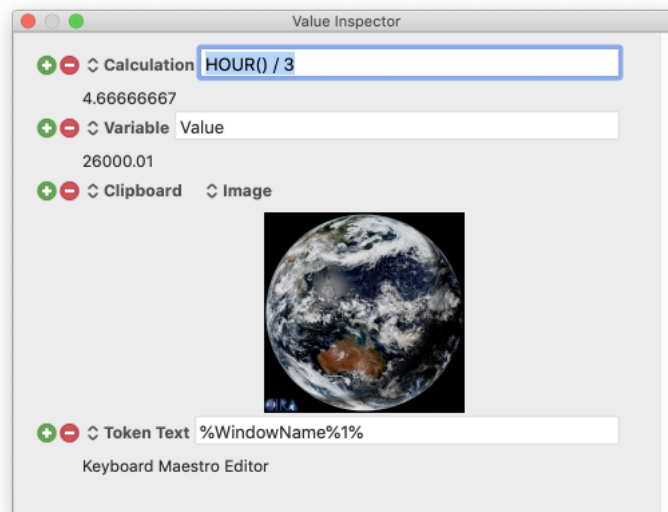 Value Inspector
Calculation HOUR() / 3
4.66666667
Variable Value
26000.01
Clipboard Image
CIRA
Token Text %WindowName%1%
Keyboard Maestro Editor